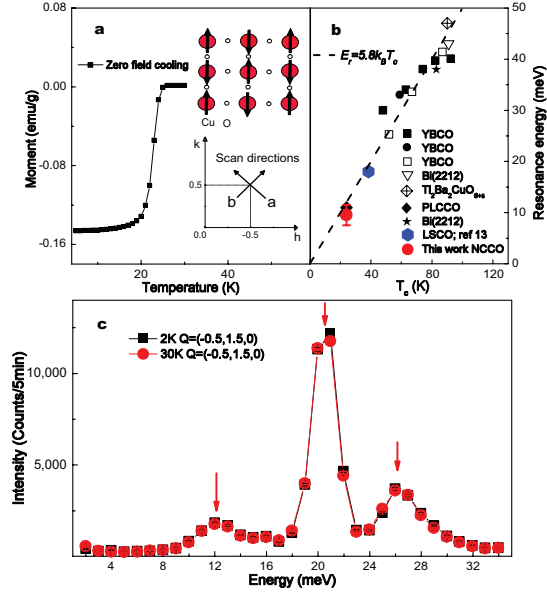 a
Zero field cooling
Cu O
k
Scan directions
0.5
b a
0.0 -0.5 h
0.08
0.00
-0.08
-0.16
Moment (emu/g)
0 20 40
Temperature (K)
b
E_r=5.8k_BT_c
YBCO
YBCO
YBCO
Bi(2212)
Tl_2Ba_2CuO_6+δ
PLCCO
Bi(2212)
LSCO; ref 13
This work NCCO
50
40
30
20
10
0
Resonance energy (meV)
0 40 80 120
T_c (K)
c
2K Q=(-0.5,1.5,0)
30K Q=(-0.5,1.5,0)
10,000
5,000
Intensity (Counts/5min)
4 8 12 16 20 24 28 32
Energy (meV)